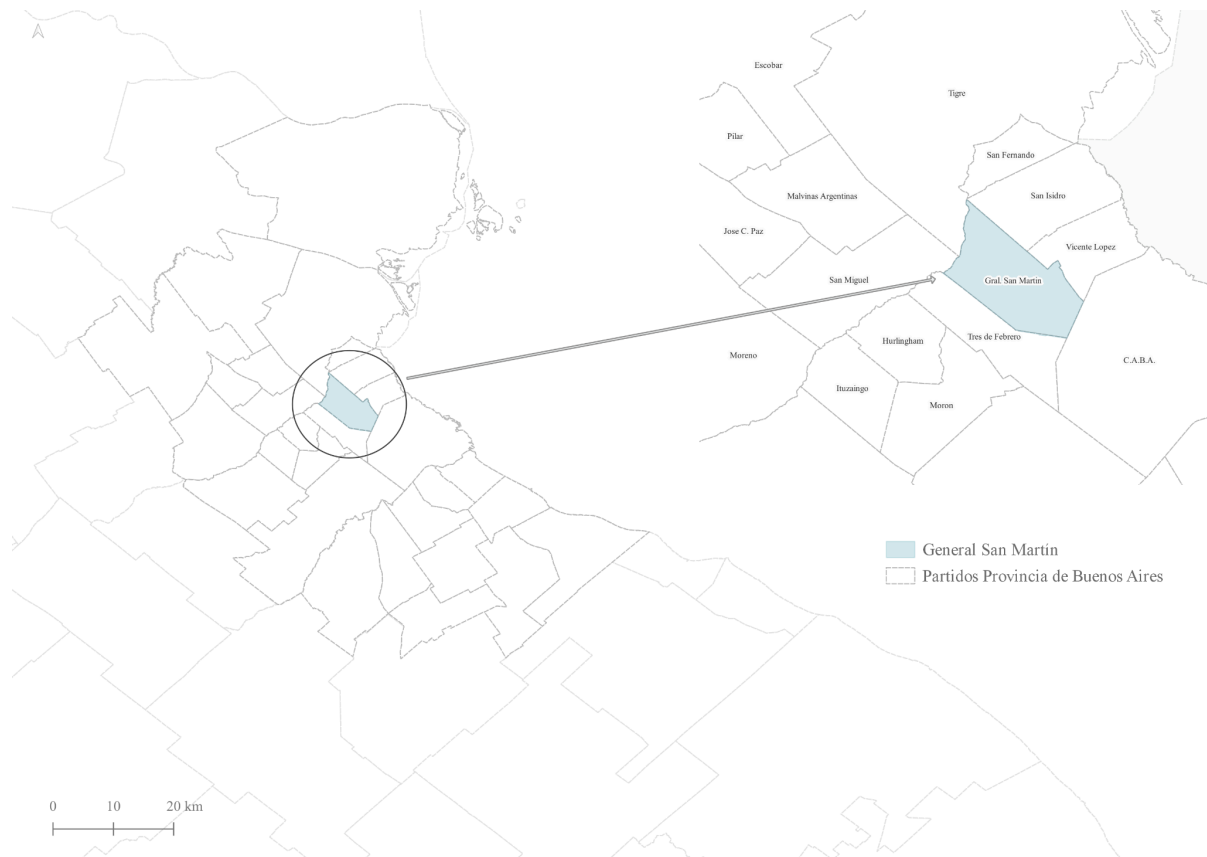 Escobar
Tigre
Pilar
San Fernando
Malvinas Argentinas
San Isidro
Jose C. Paz
Vicente Lopez
San Miguel
Gral. San Martin
Tres de Febrero
Hurlingham
Moreno
C.A.B.A.
Ituzaingo
Moron
General San Martín
Partidos Provincia de Buenos Aires
0 10 20 km